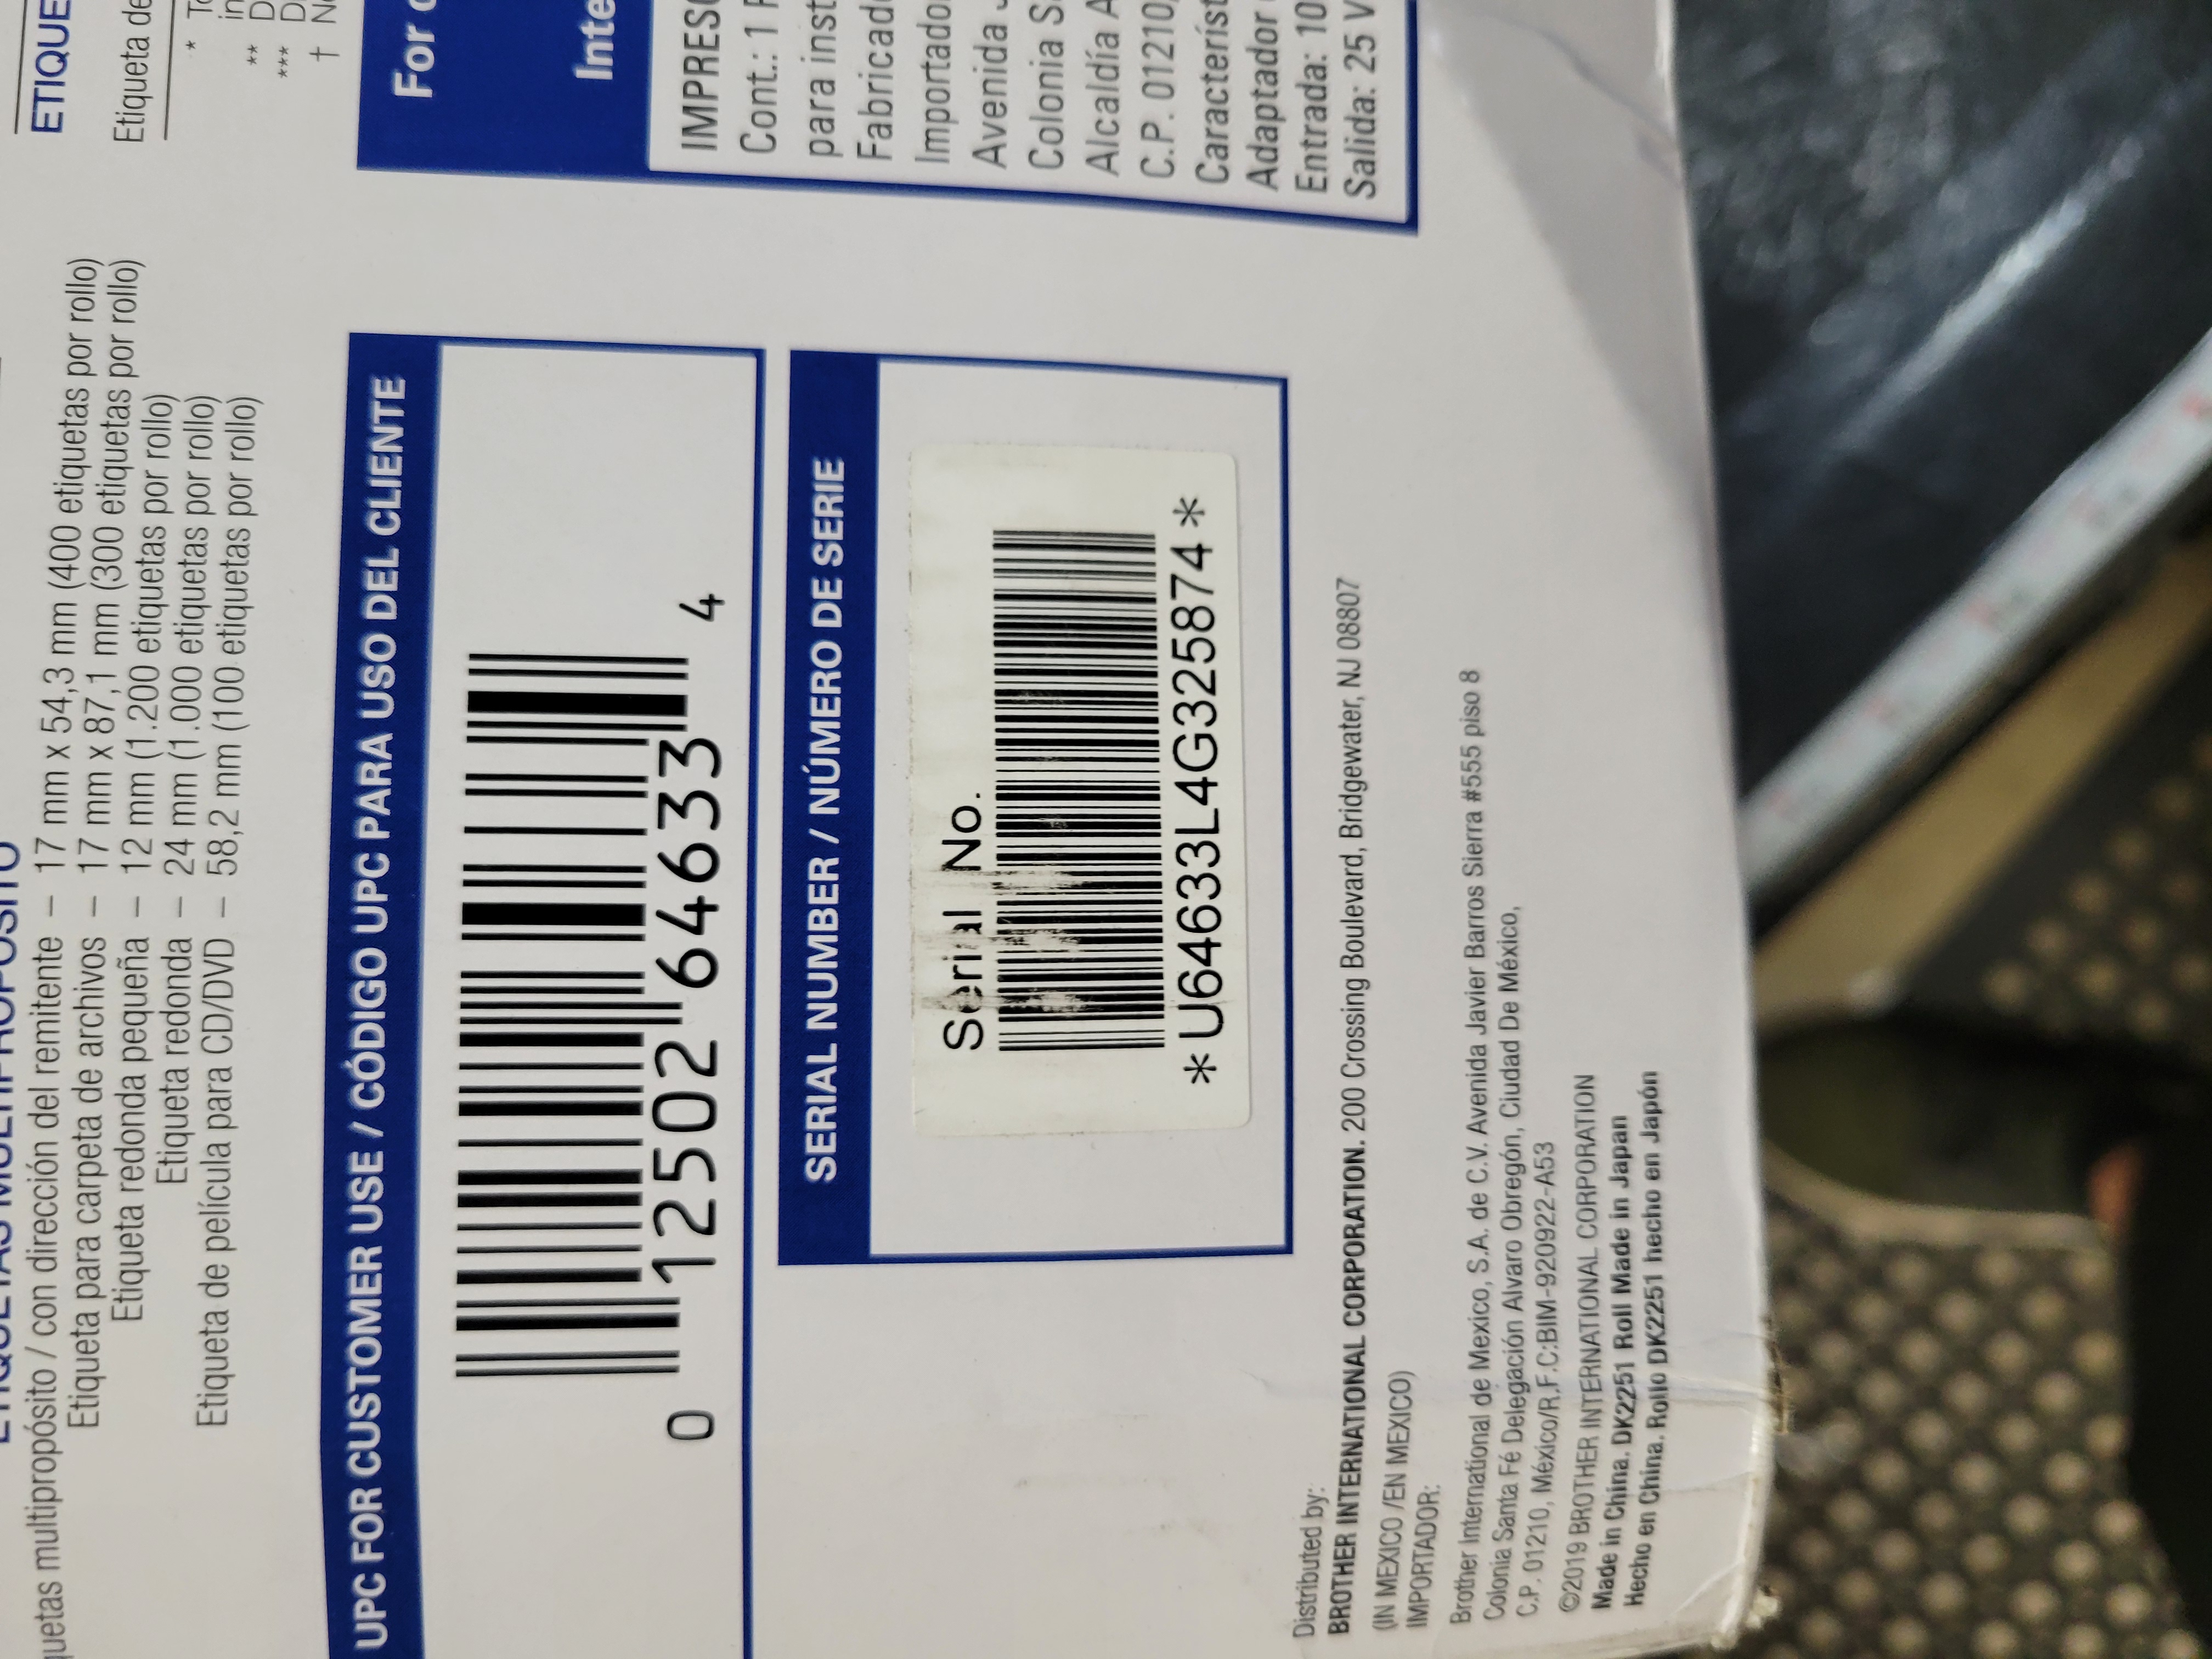 ETIQUE
Etiqueta de
*
**
***
†
17 mm x 54,3 mm (400 etiquetas por rollo)
17 mm x 87,1 mm (300 etiquetas por rollo)
12 mm (1.200 etiquetas por rollo)
24 mm (1.000 etiquetas por rollo)
58,2 mm (100 etiquetas por rollo)
quetas multipropósito / con dirección del remitente –
Etiqueta para carpeta de archivos –
Etiqueta redonda pequeña –
Etiqueta redonda –
Etiqueta de película para CD/DVD –
For
Inte
IMPRESO
Cont.: 1
para inst
Fabricad
Importado
Avenida
Colonia S
Alcaldía A
C.P. 01210,
Caracterís
Adaptador
Entrada: 10
Salida: 25 V
UPC FOR CUSTOMER USE / CÓDIGO UPC PARA USO DEL CLIENTE
0 12502 64633 4
SERIAL NUMBER / NÚMERO DE SERIE
Serial No.
*U64633L4G325874*
Distributed by:
BROTHER INTERNATIONAL CORPORATION. 200 Crossing Boulevard, Bridgewater, NJ 08807
(IN MEXICO /EN MEXICO)
IMPORTADOR:
Brother International de Mexico, S.A. de C.V. Avenida Javier Barros Sierra #555 piso 8
Colonia Santa Fé Delegación Alvaro Obregón, Ciudad De México,
C.P. 01210, México/R.F.C:BIM-920922-A53
©2019 BROTHER INTERNATIONAL CORPORATION
Made in China. DK2251 Roll Made in Japan
Hecho en China. Rollo DK2251 hecho en Japón